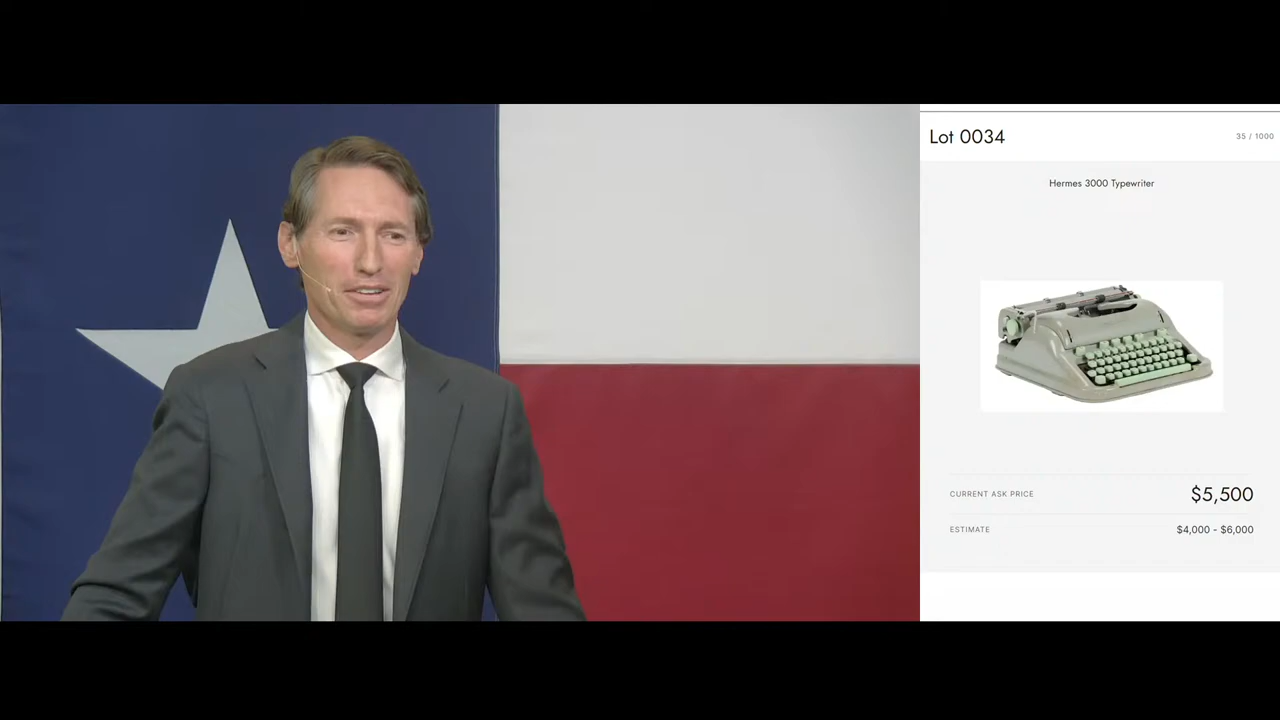 Lot 0034
35 / 1000
Hermes 3000 Typewriter
CURRENT ASK PRICE
$5,500
ESTIMATE
$4,000 - $6,000